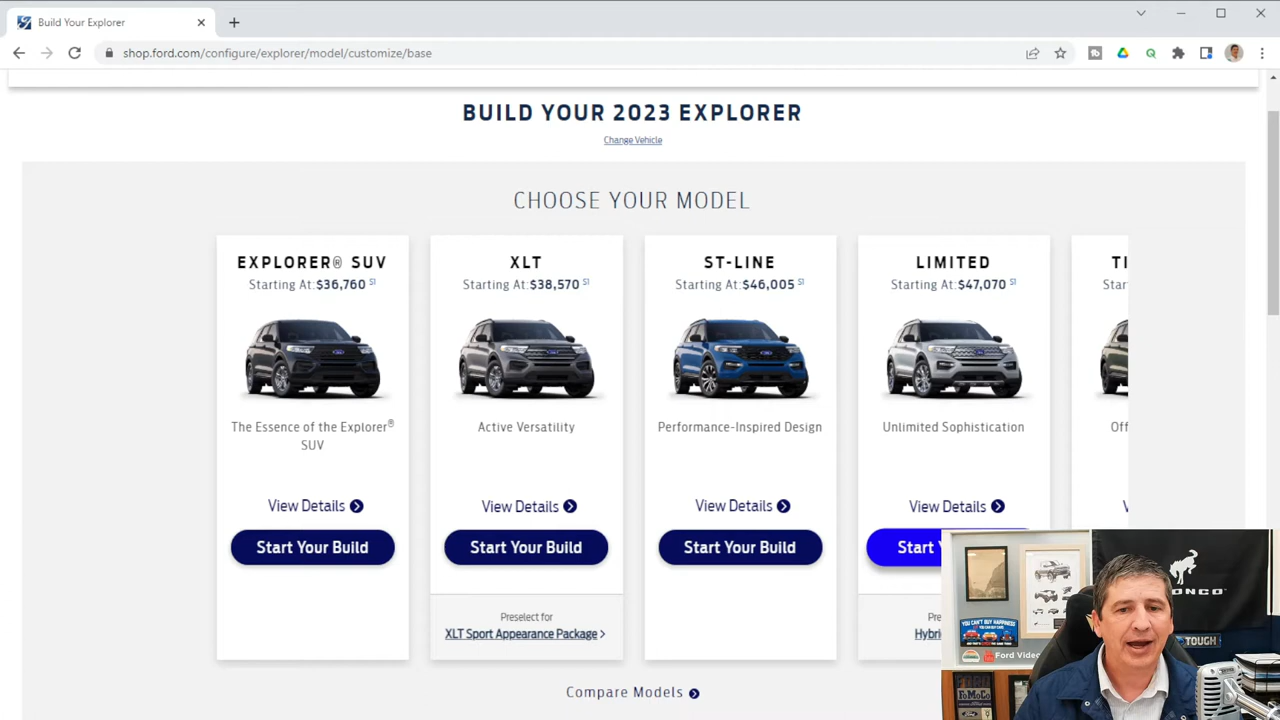 Build Your Explorer
shop.ford.com/configure/explorer/model/customize/base
BUILD YOUR 2023 EXPLORER
Change Vehicle
CHOOSE YOUR MODEL
EXPLORER® SUV
Starting At:$36,760 S1
The Essence of the Explorer®
SUV
View Details
Start Your Build
XLT
Starting At:$38,570 S1
Active Versatility
View Details
Start Your Build
Preselect for
XLT Sport Appearance Package >
ST-LINE
Starting At:$46,005 S1
Performance-Inspired Design
View Details
Start Your Build
LIMITED
Starting At:$47,070 S1
Unlimited Sophistication
View Details
Start Y
Pre
Hybri
TI
Star
Off
V
Compare Models
ONCO
YOU CAN'T BUY HAPPINESS
TOUGH
Ford Video
FORD
FoMoCo